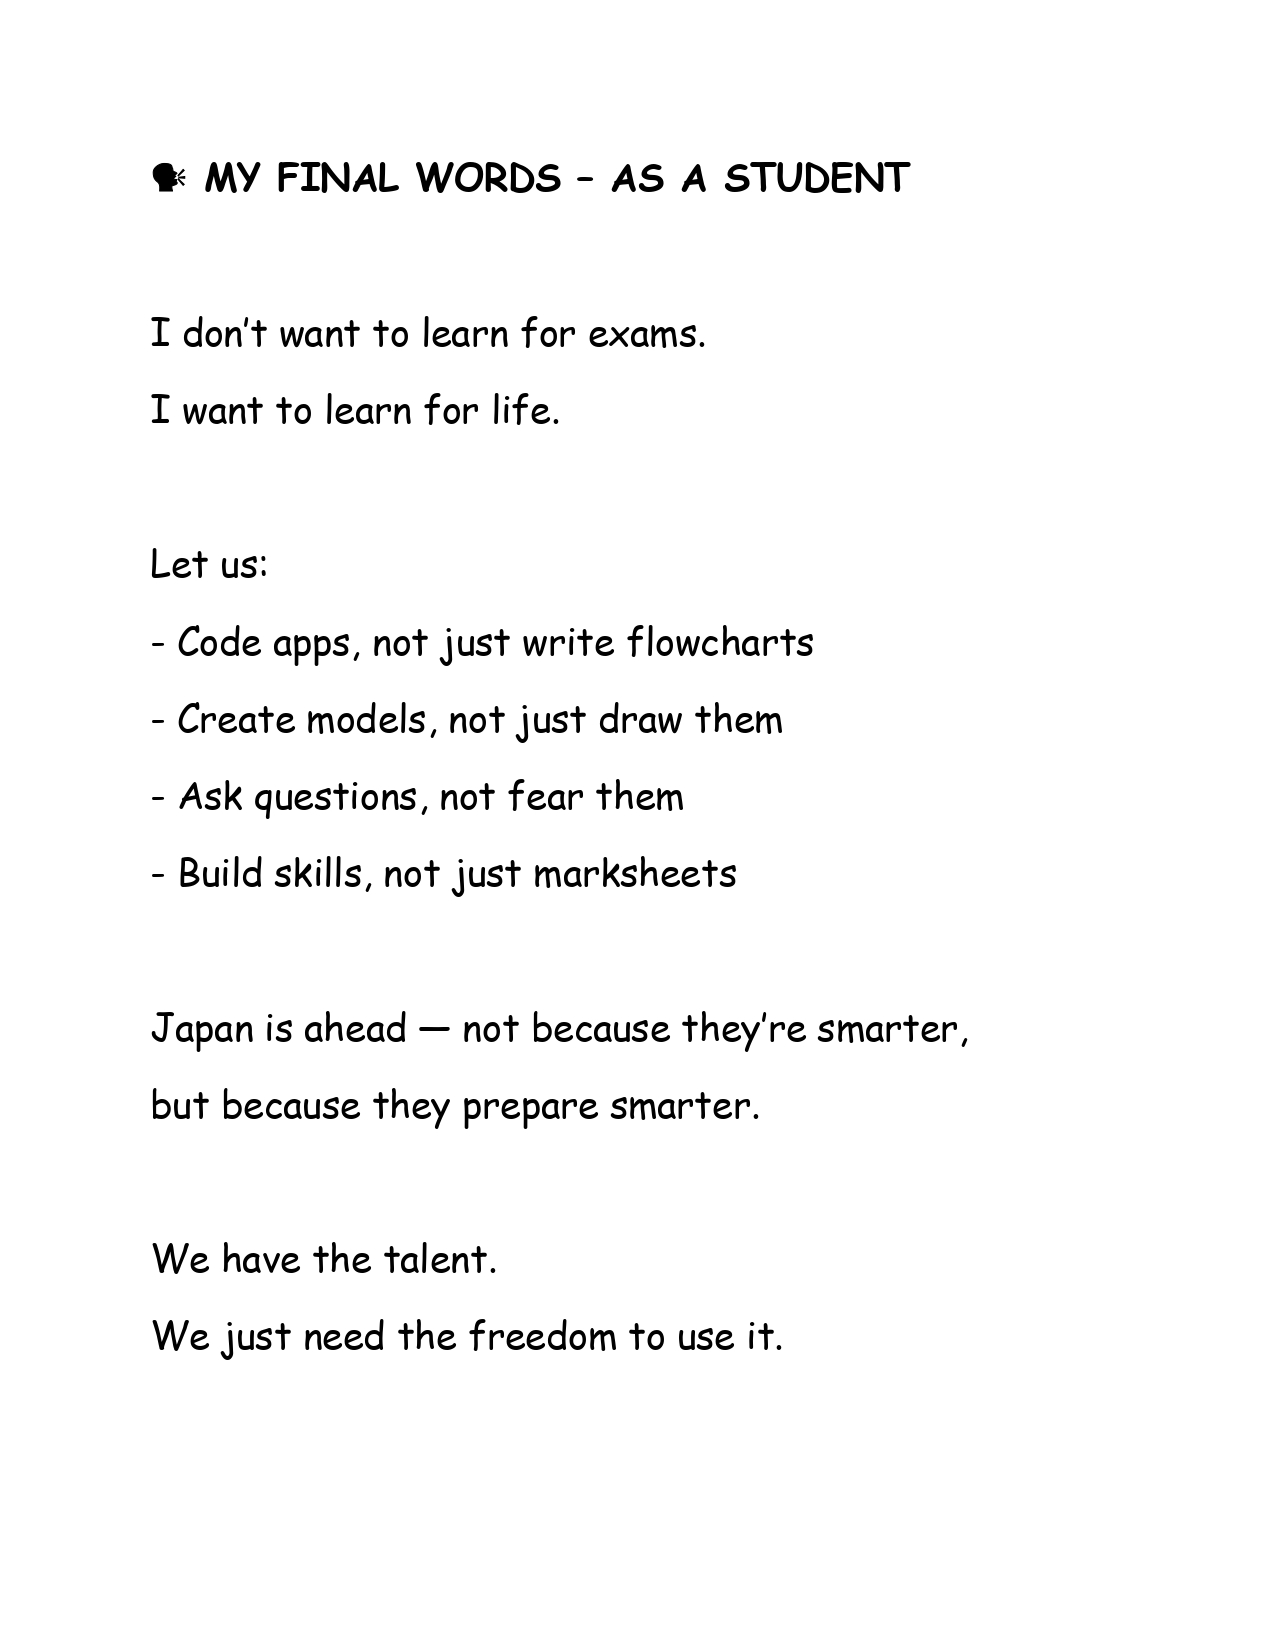 🗣 MY FINAL WORDS – AS A STUDENT
I don’t want to learn for exams.
I want to learn for life.
Let us:
- Code apps, not just write flowcharts
- Create models, not just draw them
- Ask questions, not fear them
- Build skills, not just marksheets
Japan is ahead — not because they’re smarter,
but because they prepare smarter.
We have the talent.
We just need the freedom to use it.